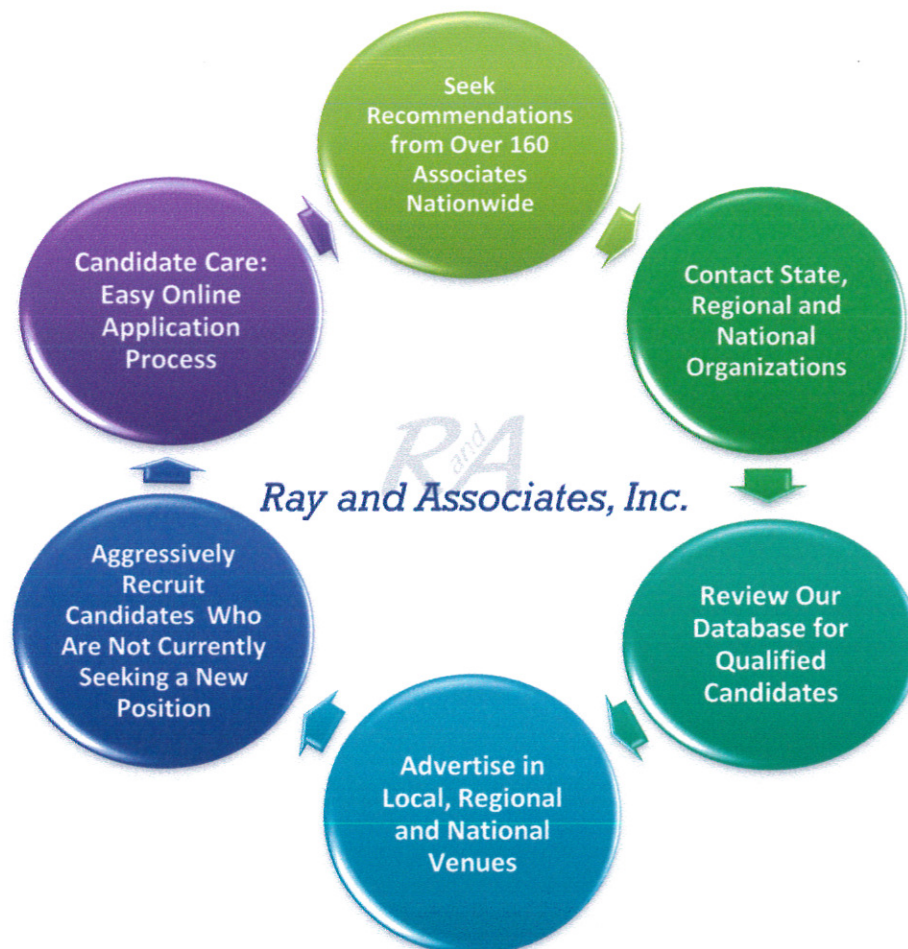 Seek
Recommendations
from Over 160
Associates
Nationwide
Contact State,
Regional and
National
Organizations
Review Our
Database for
Qualified
Candidates
Advertise in
Local, Regional
and National
Venues
Aggressively
Recruit
Candidates Who
Are Not Currently
Seeking a New
Position
Candidate Care:
Easy Online
Application
Process
R and A
Ray and Associates, Inc.